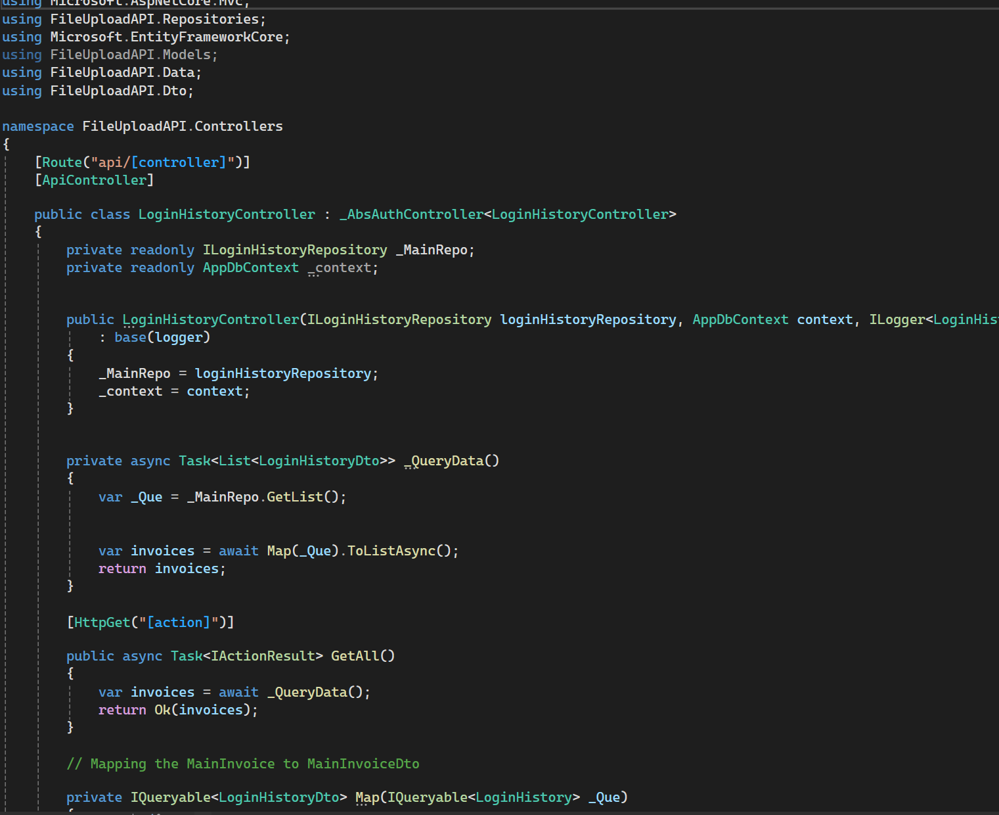 using Microsoft.AspNetCore.Mvc;
using FileUploadAPI.Repositories;
using Microsoft.EntityFrameworkCore;
using FileUploadAPI.Models;
using FileUploadAPI.Data;
using FileUploadAPI.Dto;
namespace FileUploadAPI.Controllers
{
[Route("api/[controller]")]
[ApiController]
public class LoginHistoryController : _AbsAuthController<LoginHistoryController>
{
private readonly ILoginHistoryRepository _MainRepo;
private readonly AppDbContext _context;
public LoginHistoryController(ILoginHistoryRepository loginHistoryRepository, AppDbContext context, ILogger<LoginHis
: base(logger)
{
_MainRepo = loginHistoryRepository;
_context = context;
}
private async Task<List<LoginHistoryDto>> _QueryData()
{
var _Que = _MainRepo.GetList();
var invoices = await Map(_Que).ToListAsync();
return invoices;
}
[HttpGet("[action]")]
public async Task<IActionResult> GetAll()
{
var invoices = await _QueryData();
return Ok(invoices);
}
// Mapping the MainInvoice to MainInvoiceDto
private IQueryable<LoginHistoryDto> Map(IQueryable<LoginHistory> _Que)
{